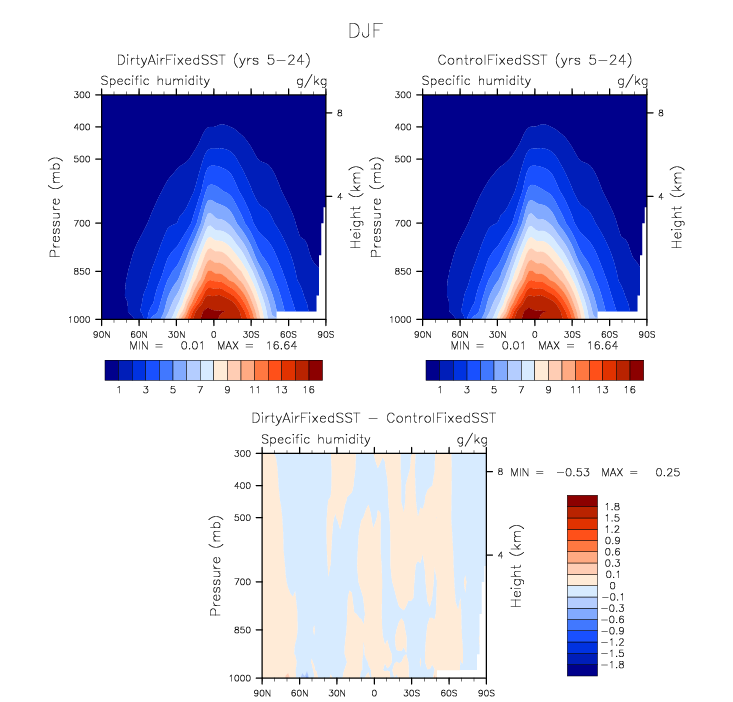 DJF
DirtyAirFixedSST (yrs 5-24)
Specific humidity g/kg
300
400
500
700
850
1000
Pressure (mb)
8
4
Height (km)
90N 60N 30N 0 30S 60S 90S
MIN = 0.01 MAX = 16.64
1 3 5 7 9 11 13 16
ControlFixedSST (yrs 5-24)
Specific humidity g/kg
300
400
500
700
850
1000
Pressure (mb)
8
4
Height (km)
90N 60N 30N 0 30S 60S 90S
MIN = 0.01 MAX = 16.64
1 3 5 7 9 11 13 16
DirtyAirFixedSST - ControlFixedSST
Specific humidity g/kg
300
400
500
700
850
1000
Pressure (mb)
8
4
Height (km)
90N 60N 30N 0 30S 60S 90S
MIN = -0.53 MAX = 0.25
1.8
1.5
1.2
0.9
0.6
0.3
0.1
0
-0.1
-0.3
-0.6
-0.9
-1.2
-1.5
-1.8